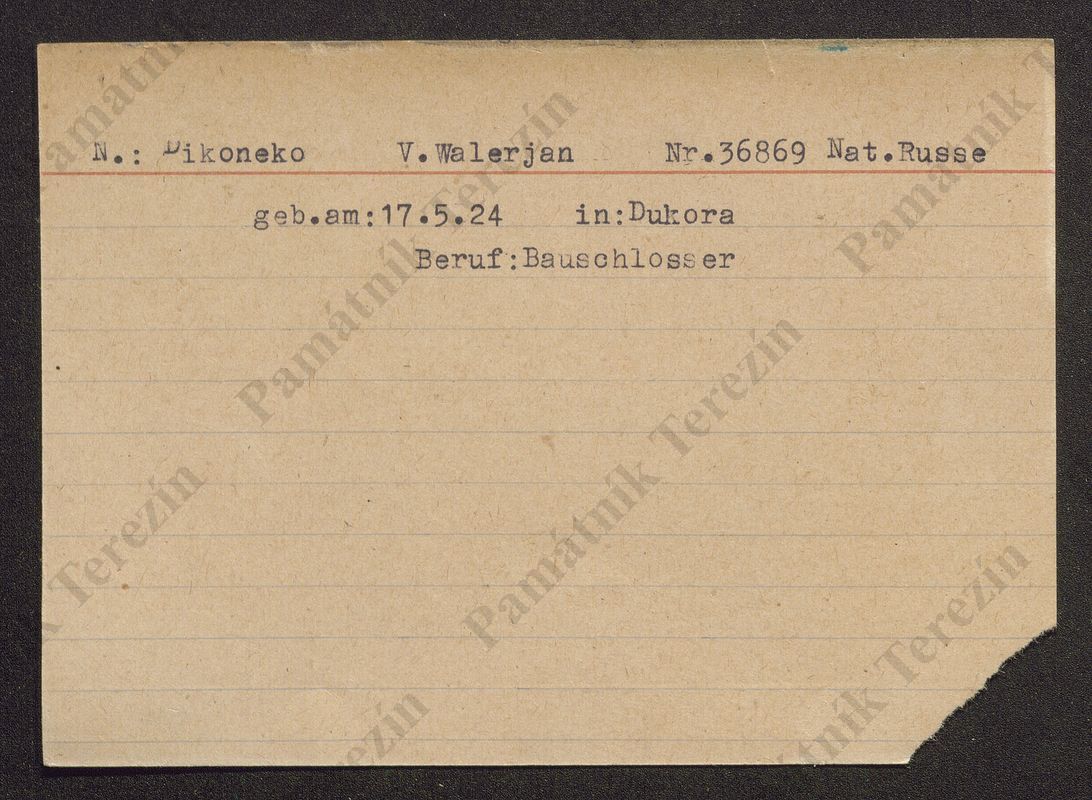 N.: Dikoneko V.Walerjan Nr.36869 Nat.Russe
geb.am:17.5.24 in:Dukora
Beruf:Bauschlosser
Památník Terezín